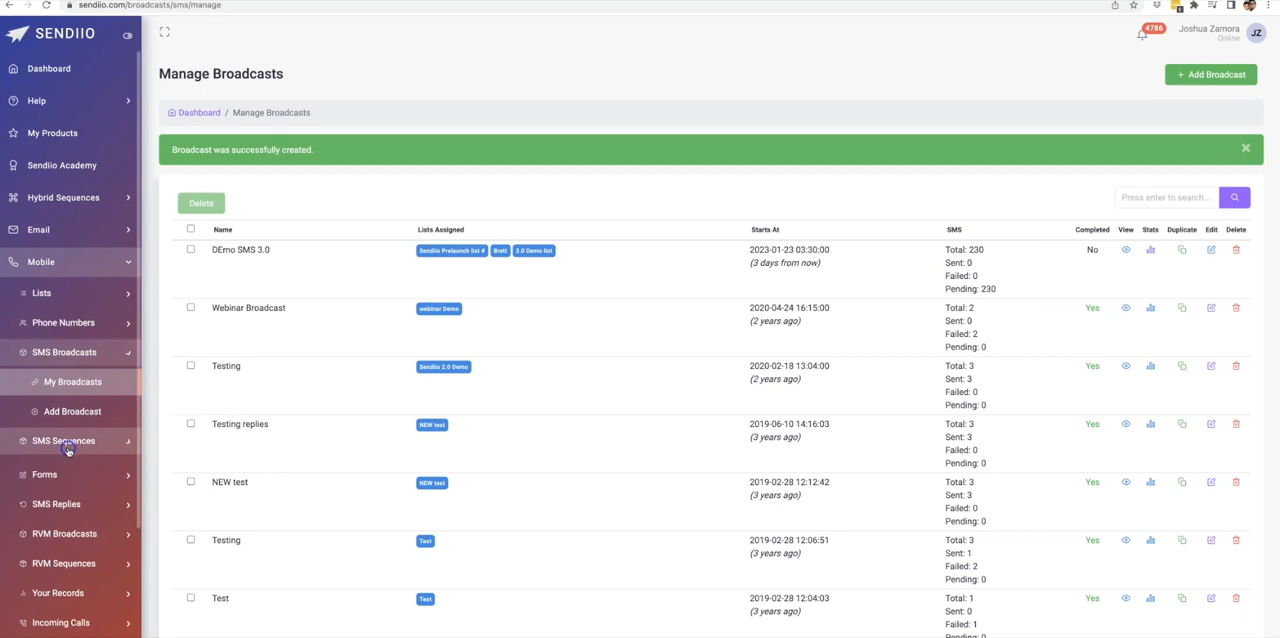 sendiio.com/broadcasts/sms/manage
SENDIIO
Dashboard
Help
My Products
Sendiio Academy
Hybrid Sequences
Email
Mobile
Lists
Phone Numbers
SMS Broadcasts
My Broadcasts
Add Broadcast
SMS Sequences
Forms
SMS Replies
RVM Broadcasts
RVM Sequences
Your Records
Incoming Calls
4786
Joshua Zamora
Online
JZ
Manage Broadcasts
+ Add Broadcast
Dashboard / Manage Broadcasts
Broadcast was successfully created.
Delete
Press enter to search...
Name Lists Assigned Starts At SMS Completed View Stats Duplicate Edit Delete
DEmo SMS 3.0 Sendiio Prelaunch list # Brett 3.0 Demo list 2023-01-23 03:30:00 Total: 230 No
(3 days from now) Sent: 0
Failed: 0
Pending: 230
Webinar Broadcast webinar Demo 2020-04-24 16:15:00 Total: 2 Yes
(2 years ago) Sent: 0
Failed: 2
Pending: 0
Testing Sendiio 2.0 Demo 2020-02-18 13:04:00 Total: 3 Yes
(2 years ago) Sent: 3
Failed: 0
Pending: 0
Testing replies NEW test 2019-06-10 14:16:03 Total: 3 Yes
(3 years ago) Sent: 3
Failed: 0
Pending: 0
NEW test NEW test 2019-02-28 12:12:42 Total: 3 Yes
(3 years ago) Sent: 3
Failed: 0
Pending: 0
Testing Test 2019-02-28 12:06:51 Total: 3 Yes
(3 years ago) Sent: 1
Failed: 2
Pending: 0
Test Test 2019-02-28 12:04:03 Total: 1 Yes
(3 years ago) Sent: 0
Failed: 1
Pending: 0